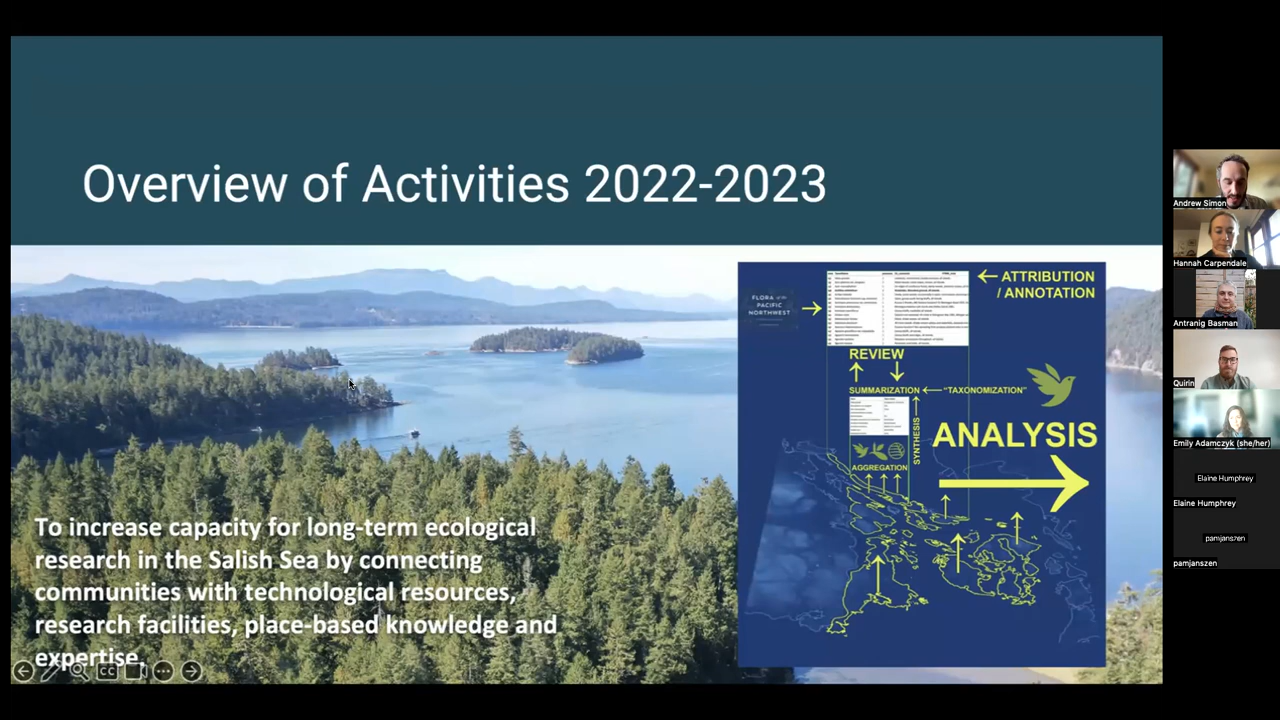 Overview of Activities 2022-2023
To increase capacity for long-term ecological
research in the Salish Sea by connecting
communities with technological resources,
research facilities, place-based knowledge and
expertise.
CC
FLORA of the
PACIFIC
NORTHWEST
ATTRIBUTION
/ ANNOTATION
REVIEW
SUMMARIZATION
"TAXONOMIZATION"
SYNTHESIS
ANALYSIS
AGGREGATION
Andrew Simon
Hannah Carpendale
Antranig Basman
Quirin
Emily Adamczyk (she/her)
Elaine Humphrey
Elaine Humphrey
pamjanszen
pamjanszen